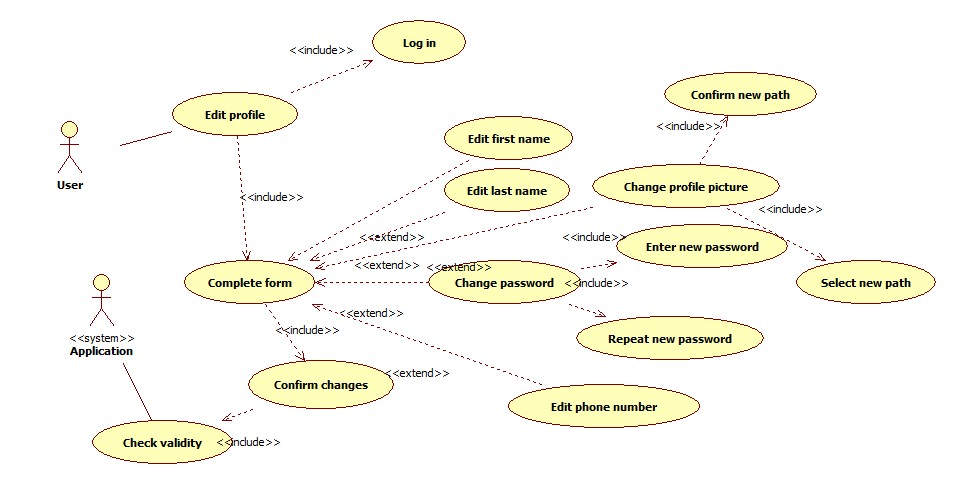 Log in
<<include>>
Confirm new path
Edit profile
<<include>>
Edit first name
User
Change profile picture
Edit last name
<<include>>
<<include>>
<<extend>>
<<include>>
Enter new password
<<extend>>
<<extend>>
Complete form
Change password
<<include>>
Select new path
<<extend>>
<<include>>
<<system>>
Repeat new password
Application
<<extend>>
Confirm changes
Edit phone number
Check validity
<<include>>